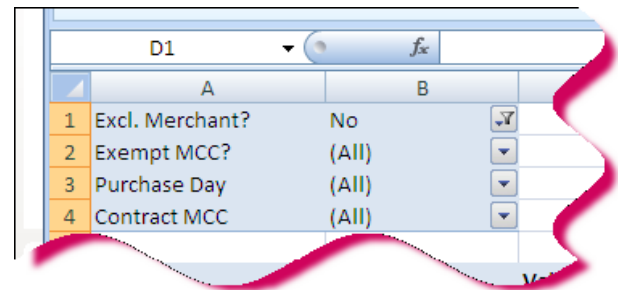 D1 fx
A B
1 Excl. Merchant? No
2 Exempt MCC? (All)
3 Purchase Day (All)
4 Contract MCC (All)